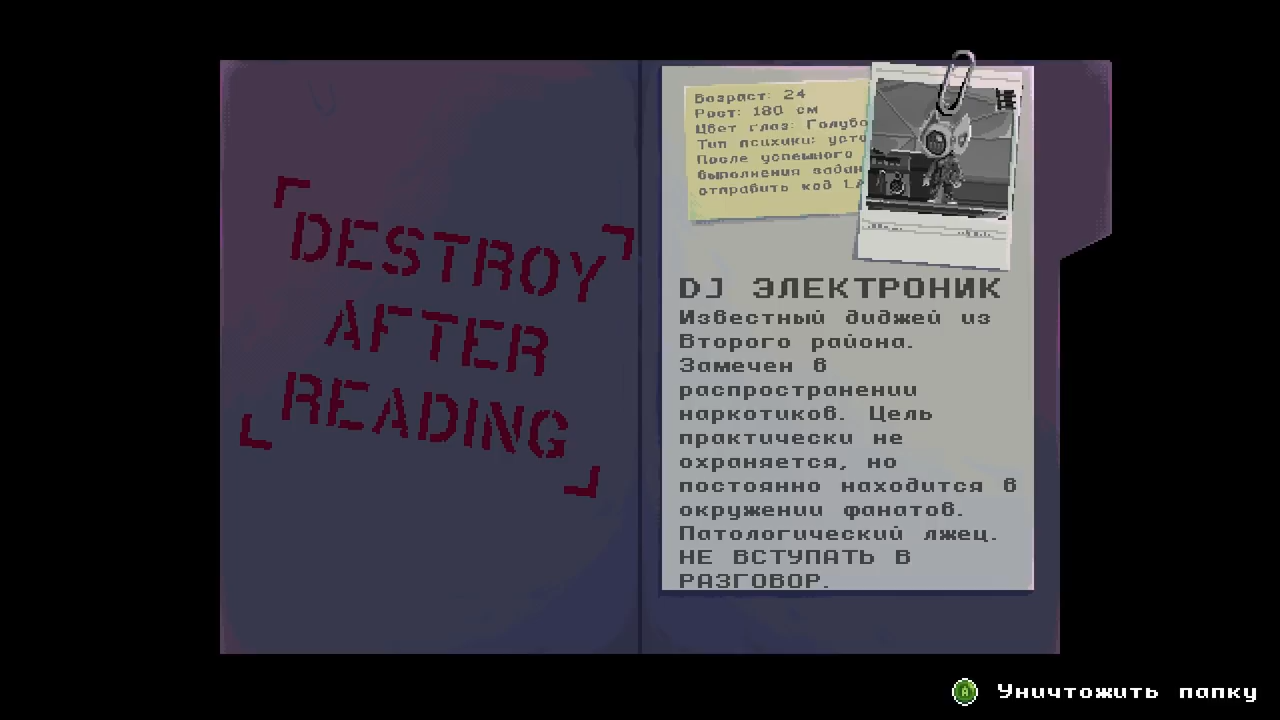 DESTROY
AFTER
READING
Возраст: 24
Рост: 180 см
Цвет глаз:
Тип психики:
После успешного
выполнения
отправить код
DJ ЭЛЕКТРОНИК
Известный диджей из
Второго района.
Замечен в
распространении
наркотиков. Цель
практически не
охраняется, но
постоянно находится в
окружении фанатов.
Патологический лжец.
НЕ ВСТУПАТЬ В
РАЗГОВОР.
A Уничтожить папку